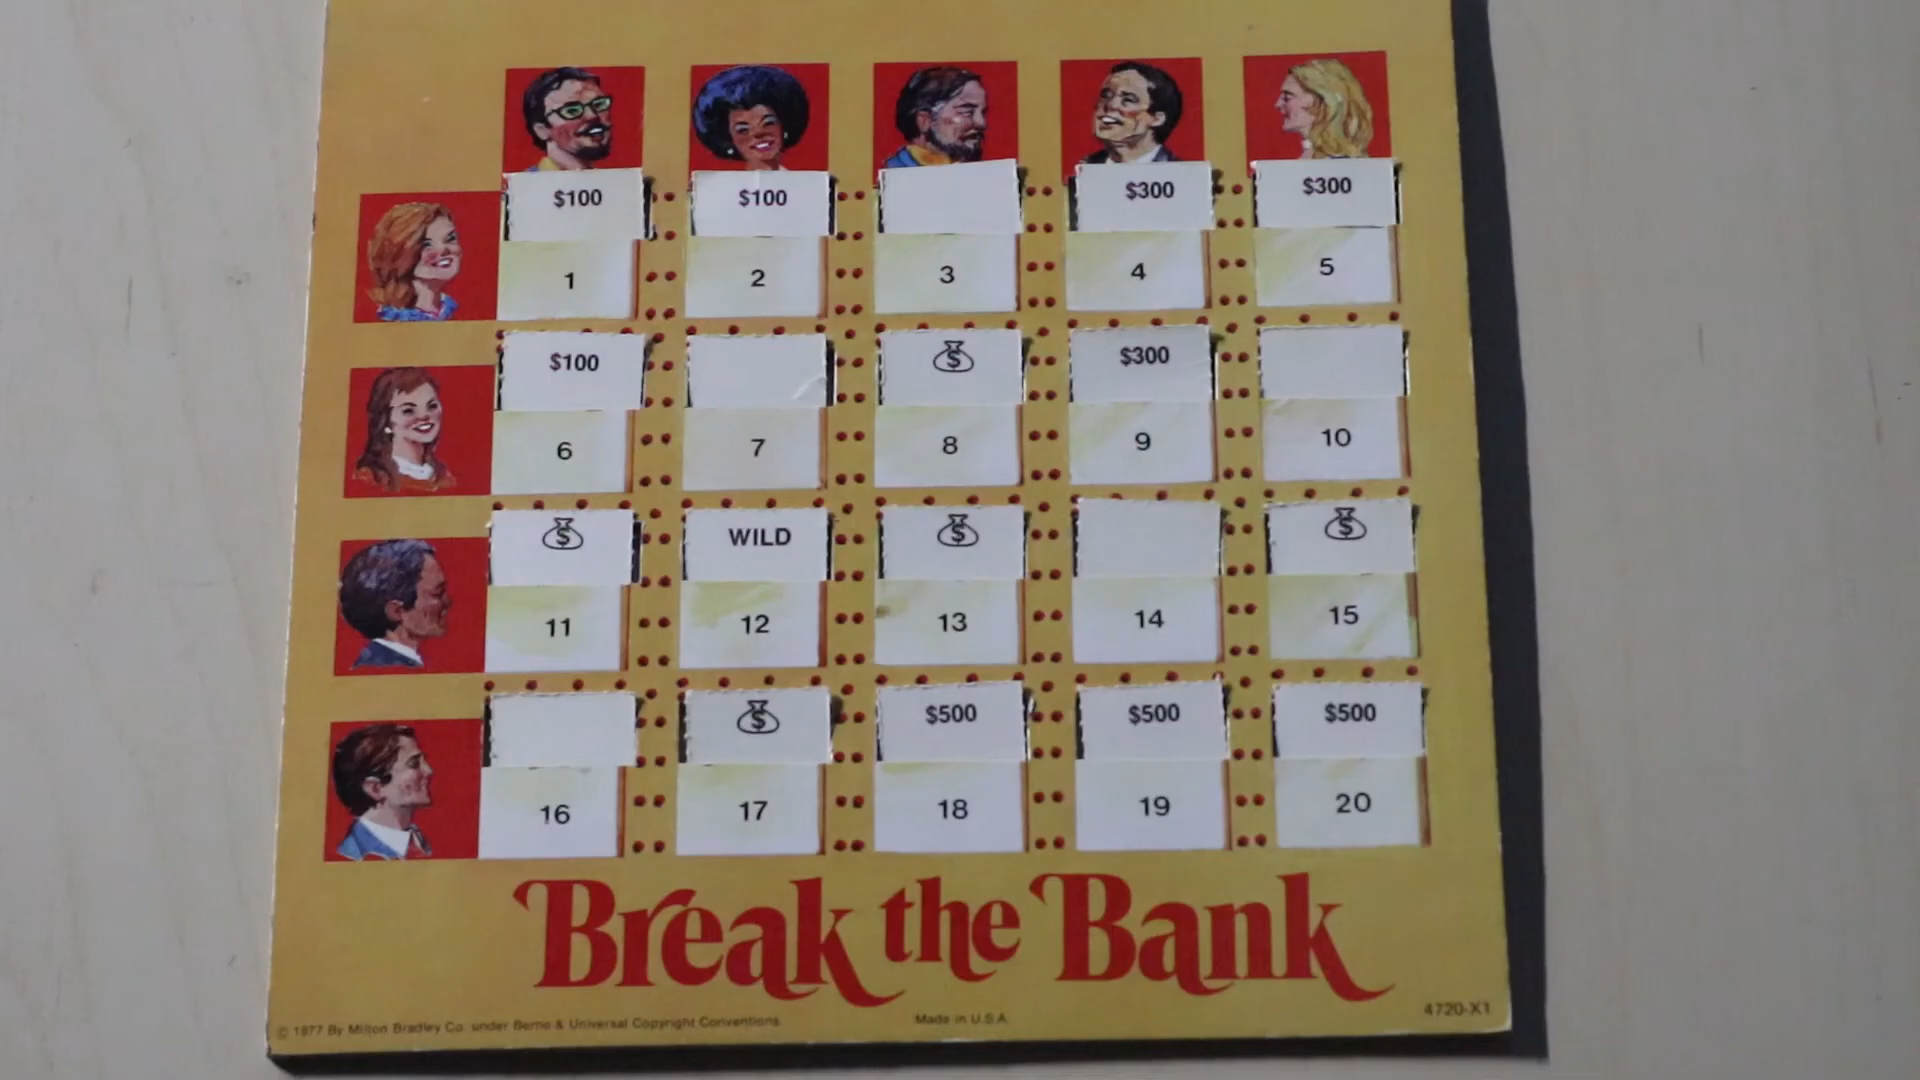 $100 $100 $300 $300
1 2 3 4 5
$100 $ $300
6 7 8 9 10
$ WILD $ $
11 12 13 14 15
$ $500 $500 $500
16 17 18 19 20
Break the Bank
© 1977 By Milton Bradley Co. under Berne & Universal Copyright Conventions Made in U.S.A. 4720-X1